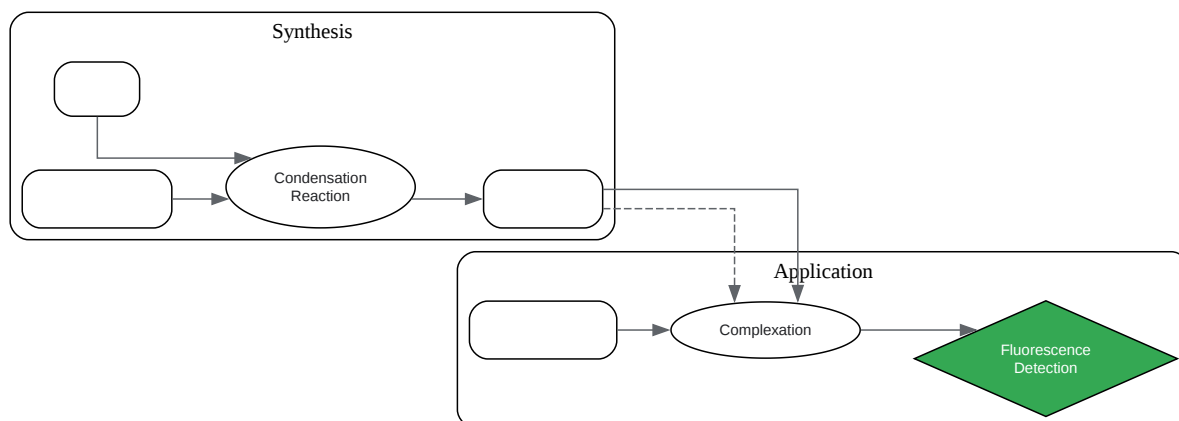 Synthesis
Condensation
Reaction
Application
Complexation
Fluorescence
Detection